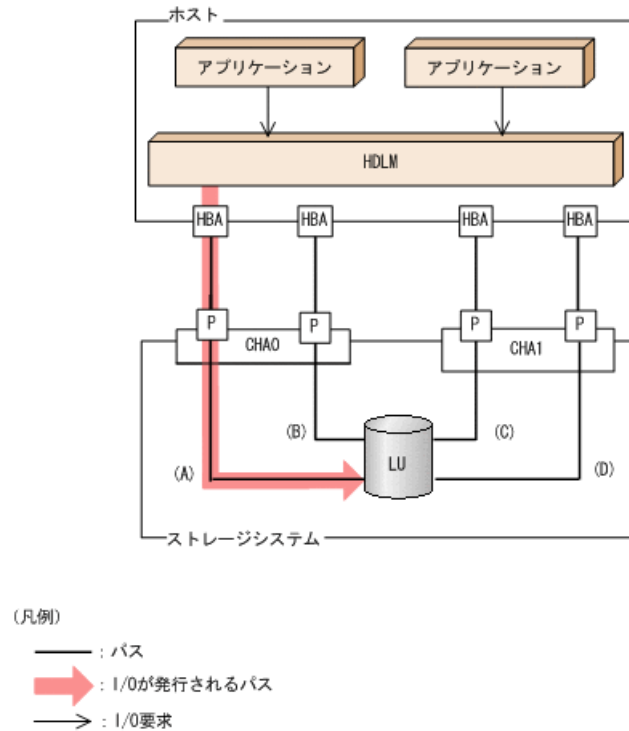 ホスト
アプリケーション
アプリケーション
HDLM
HBA
HBA
HBA
HBA
P
P
P
P
CHA0
CHA1
(B)
(C)
LU
(A)
(D)
ストレージシステム
(凡例)
: パス
: I/Oが発行されるパス
: I/O要求